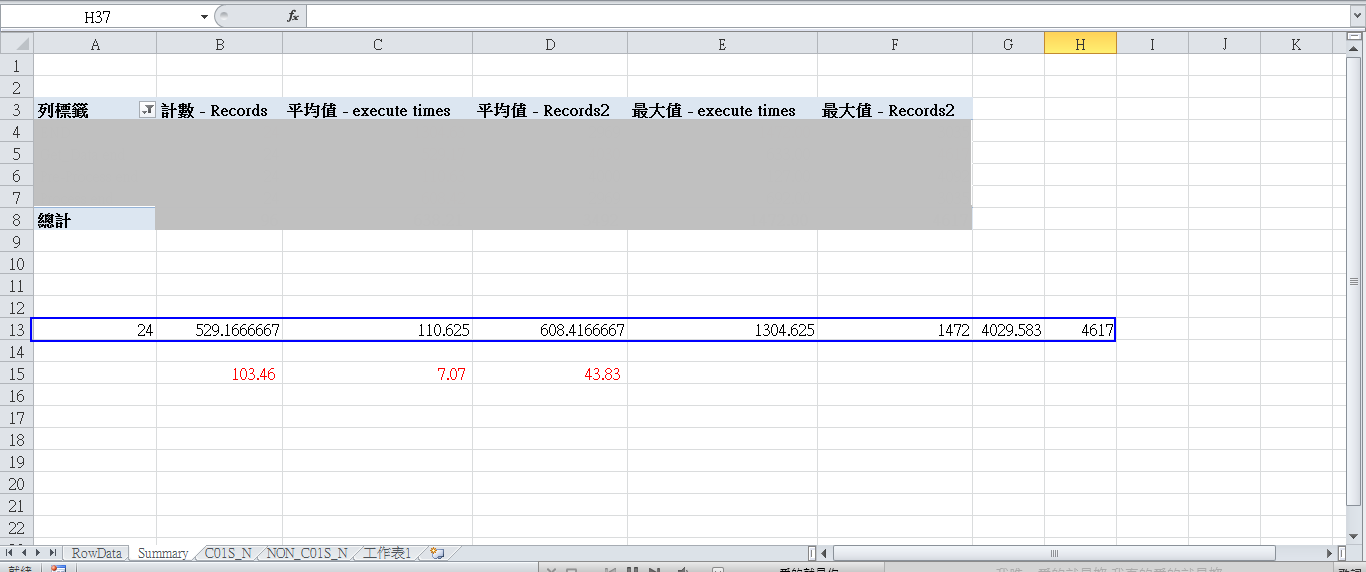 H37
fx
A B C D E F G H I J K
1
2
3 列標籤 計數 - Records 平均值 - execute times 平均值 - Records2 最大值 - execute times 最大值 - Records2
4
5
6
7
8 總計
9
10
11
12
13 24 529.1666667 110.625 608.4166667 1304.625 1472 4029.583 4617
14
15 103.46 7.07 43.83
16
17
18
19
20
21
22
RowData Summary C01S_N NON_C01S_N 工作表1